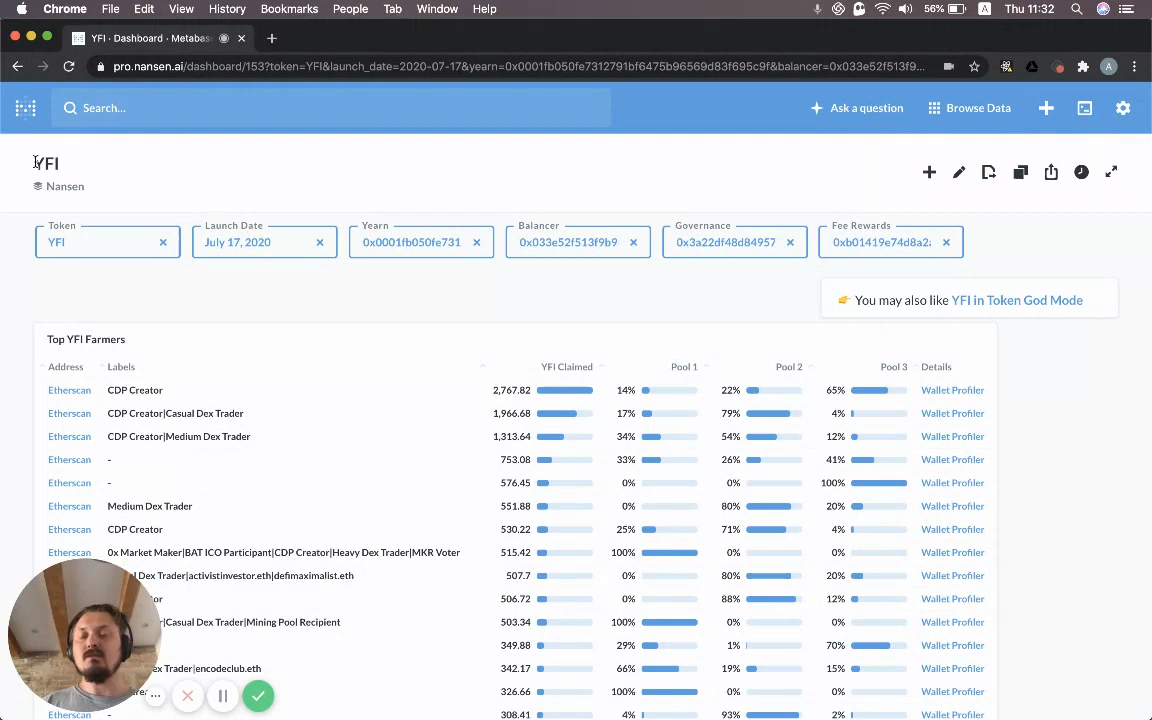 Chrome File Edit View History Bookmarks People Tab Window Help 56% A Thu 11:32
YFI · Dashboard · Metabas
pro.nansen.ai/dashboard/153?token=YFI&launch_date=2020-07-17&yearn=0x0001fb050fe7312791bf6475b96569d83f695c9f&balancer=0x033e52f513f9... A
Search... Ask a question Browse Data
YFI
Nansen
Token Launch Date Yearn Balancer Governance Fee Rewards
YFI July 17, 2020 0x0001fb050fe731 0x033e52f513f9b9 0x3a22df48d84957 0xb01419e74d8a2
👉 You may also like YFI in Token God Mode
Top YFI Farmers
Address Labels YFI Claimed Pool 1 Pool 2 Pool 3 Details
Etherscan CDP Creator 2,767.82 14% 22% 65% Wallet Profiler
Etherscan CDP Creator|Casual Dex Trader 1,966.68 17% 79% 4% Wallet Profiler
Etherscan CDP Creator|Medium Dex Trader 1,313.64 34% 54% 12% Wallet Profiler
Etherscan - 753.08 33% 26% 41% Wallet Profiler
Etherscan - 576.45 0% 0% 100% Wallet Profiler
Etherscan Medium Dex Trader 551.88 0% 80% 20% Wallet Profiler
Etherscan CDP Creator 530.22 25% 71% 4% Wallet Profiler
Etherscan 0x Market Maker|BAT ICO Participant|CDP Creator|Heavy Dex Trader|MKR Voter 515.42 100% 0% 0% Wallet Profiler
Dex Trader|activistinvestor.eth|defimaximalist.eth 507.7 0% 80% 20% Wallet Profiler
506.72 0% 88% 12% Wallet Profiler
|Casual Dex Trader|Mining Pool Recipient 503.34 100% 0% 0% Wallet Profiler
349.88 29% 1% 70% Wallet Profiler
Trader|encodeclub.eth 342.17 66% 19% 15% Wallet Profiler
326.66 100% 0% 0% Wallet Profiler
308.41 4% 93% 2% Wallet Profiler